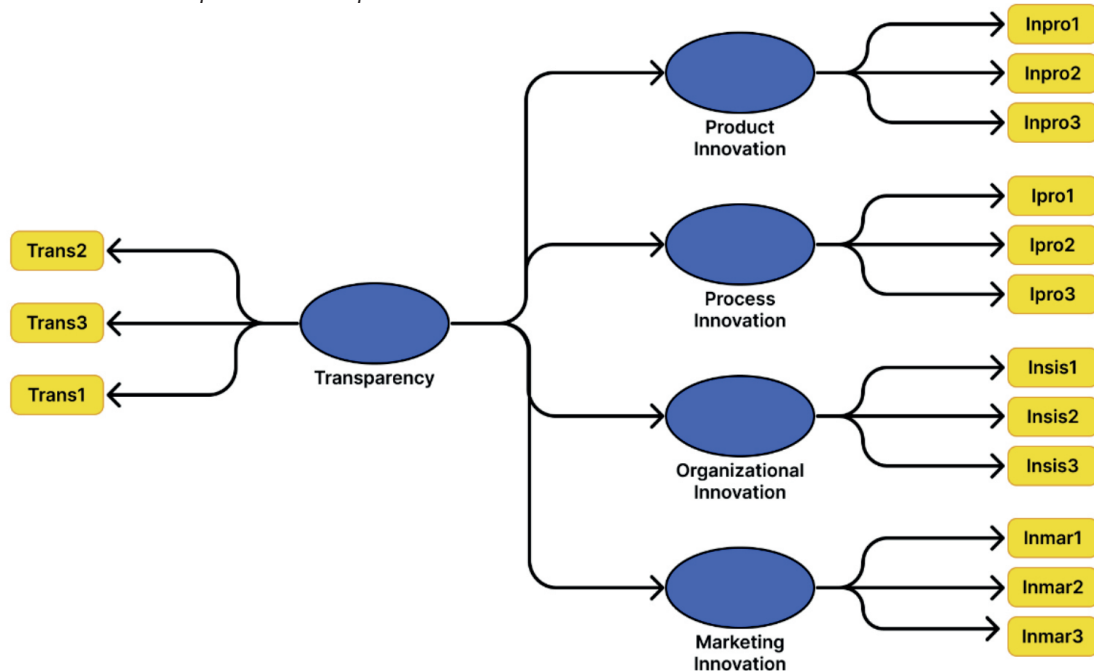 Inpro1
Inpro2
Inpro3
Product
Innovation
Ipro1
Ipro2
Ipro3
Process
Innovation
Trans2
Trans3
Trans1
Transparency
Insis1
Insis2
Insis3
Organizational
Innovation
Inmar1
Inmar2
Inmar3
Marketing
Innovation